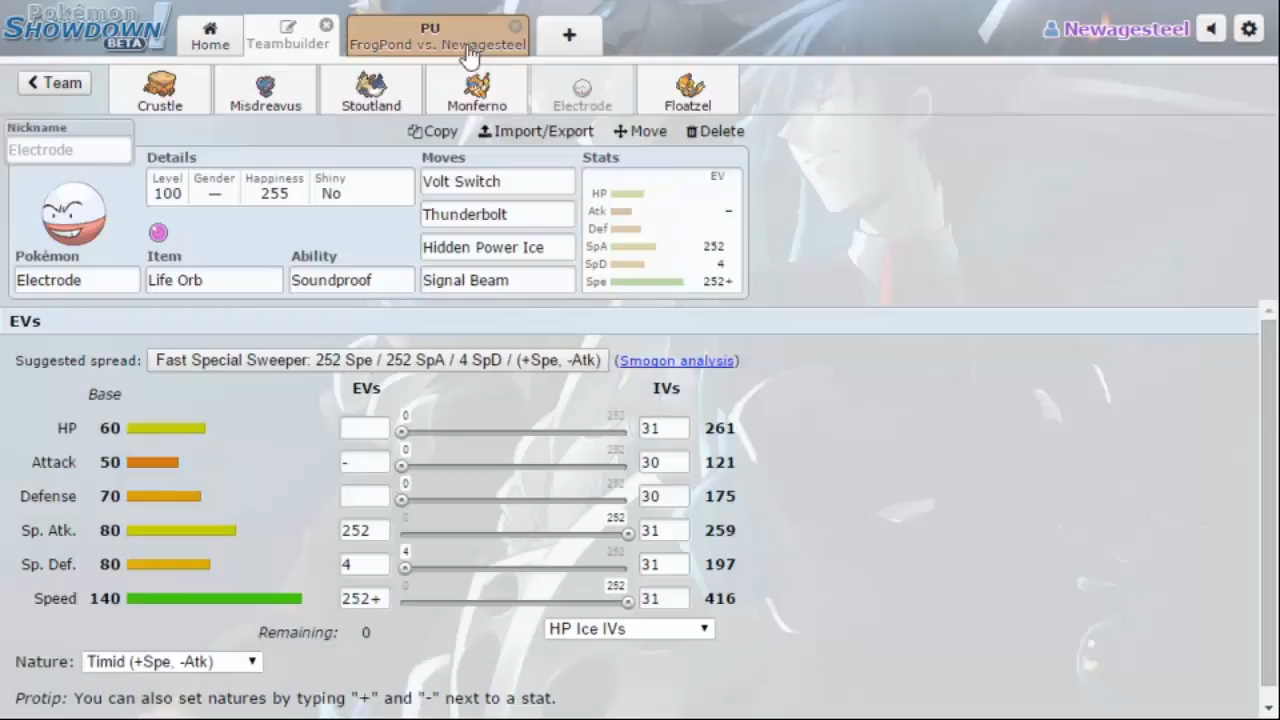 Pokémon
SHOWDOWN!
BETA
Home
Teambuilder
PU
FrogPond vs. Newagesteel
+
Newagesteel
Team
Crustle
Misdreavus
Stoutland
Monferno
Electrode
Floatzel
Nickname
Electrode
Copy
Import/Export
Move
Delete
Details
Level
Gender
Happiness
Shiny
100
—
255
No
Pokémon
Item
Ability
Electrode
Life Orb
Soundproof
Moves
Volt Switch
Thunderbolt
Hidden Power Ice
Signal Beam
Stats
EV
HP
Atk –
Def
SpA 252
SpD 4
Spe 252+
EVs
Suggested spread: Fast Special Sweeper: 252 Spe / 252 SpA / 4 SpD / (+Spe, -Atk) (Smogon analysis)
Base EVs IVs
0 252
HP 60 31 261
0 252
Attack 50 - 30 121
0 252
Defense 70 30 175
0 252
Sp. Atk. 80 252 31 259
4 252
Sp. Def. 80 4 31 197
0 252
Speed 140 252+ 31 416
Remaining: 0 HP Ice IVs
Nature: Timid (+Spe, -Atk)
Protip: You can also set natures by typing "+" and "-" next to a stat.